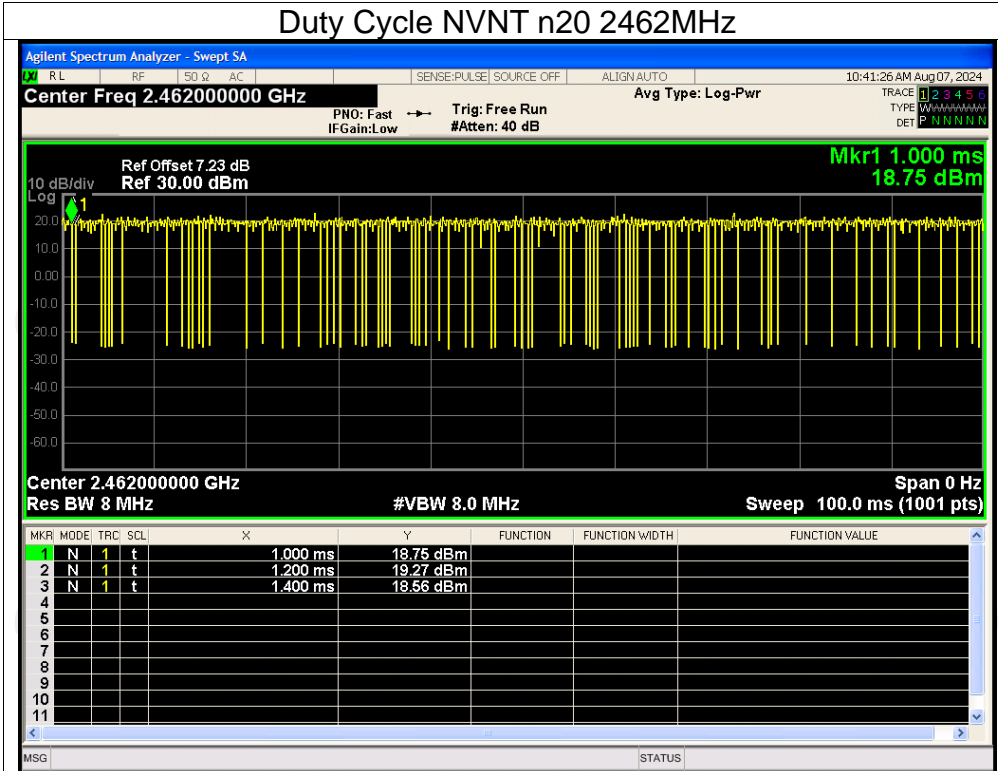 Duty Cycle NVNT n20 2462MHz
Agilent Spectrum Analyzer - Swept SA
LXI RL RF 50 Ω AC SENSE:PULSE SOURCE OFF ALIGN AUTO 10:41:26 AM Aug 07, 2024
Center Freq 2.462000000 GHz Avg Type: Log-Pwr TRACE 1 2 3 4 5 6
PNO: Fast Trig: Free Run TYPE WWWWWW
IFGain:Low #Atten: 40 dB DET P N N N N N
Mkr1 1.000 ms
Ref Offset 7.23 dB
10 dB/div Ref 30.00 dBm 18.75 dBm
Log
1
20.0
10.0
0.00
-10.0
-20.0
-30.0
-40.0
-50.0
-60.0
Center 2.462000000 GHz Span 0 Hz
Res BW 8 MHz #VBW 8.0 MHz Sweep 100.0 ms (1001 pts)
MKR MODE TRC SCL X Y FUNCTION FUNCTION WIDTH FUNCTION VALUE
1 N 1 t 1.000 ms 18.75 dBm
2 N 1 t 1.200 ms 19.27 dBm
3 N 1 t 1.400 ms 18.56 dBm
4
5
6
7
8
9
10
11
MSG STATUS